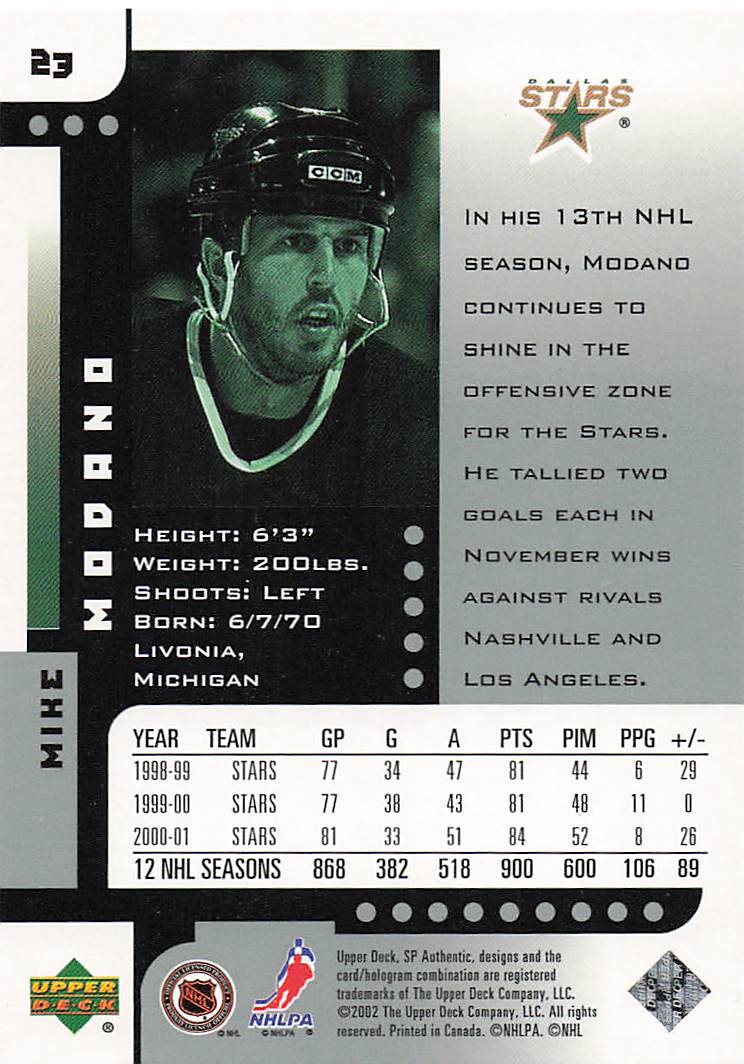 23
DALLAS
STARS®
CCM
MIKE MODANO
IN HIS 13TH NHL
SEASON, MODANO
CONTINUES TO
SHINE IN THE
OFFENSIVE ZONE
FOR THE STARS.
HE TALLIED TWO
GOALS EACH IN
NOVEMBER WINS
AGAINST RIVALS
NASHVILLE AND
LOS ANGELES.
HEIGHT: 6'3"
WEIGHT: 200LBS.
SHOOTS: LEFT
BORN: 6/7/70
LIVONIA,
MICHIGAN
YEAR TEAM GP G A PTS PIM PPG +/-
1998-99 STARS 77 34 47 81 44 6 29
1999-00 STARS 77 38 43 81 48 11 0
2000-01 STARS 81 33 51 84 52 8 26
12 NHL SEASONS 868 382 518 900 600 106 89
UPPER
DECK
®
NHL
© NHL
NHLPA
© NHLPA
Upper Deck, SP Authentic, designs and the
card/hologram combination are registered
trademarks of The Upper Deck Company, LLC.
©2002 The Upper Deck Company, LLC. All rights
reserved. Printed in Canada. ©NHLPA. ©NHL